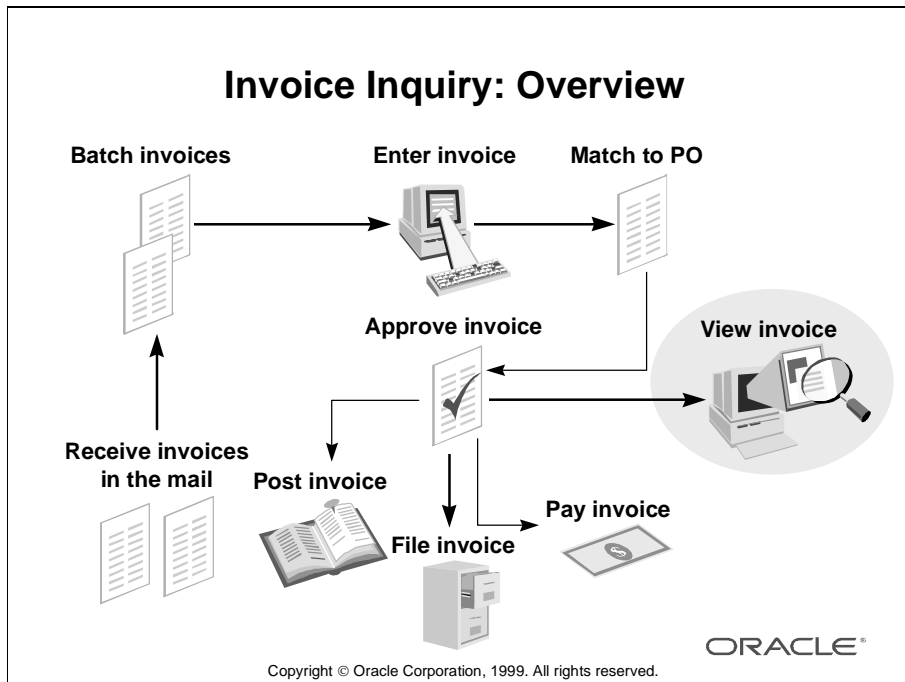 Invoice Inquiry: Overview
Batch invoices
Enter invoice
Match to PO
Approve invoice
View invoice
Receive invoices
in the mail
Post invoice
File invoice
Pay invoice
$
ORACLE®
Copyright © Oracle Corporation, 1999. All rights reserved.